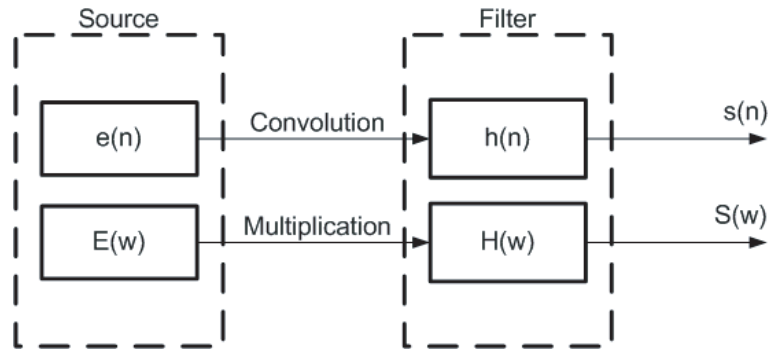 Source
Filter
e(n)
Convolution
h(n)
s(n)
E(w)
Multiplication
H(w)
S(w)